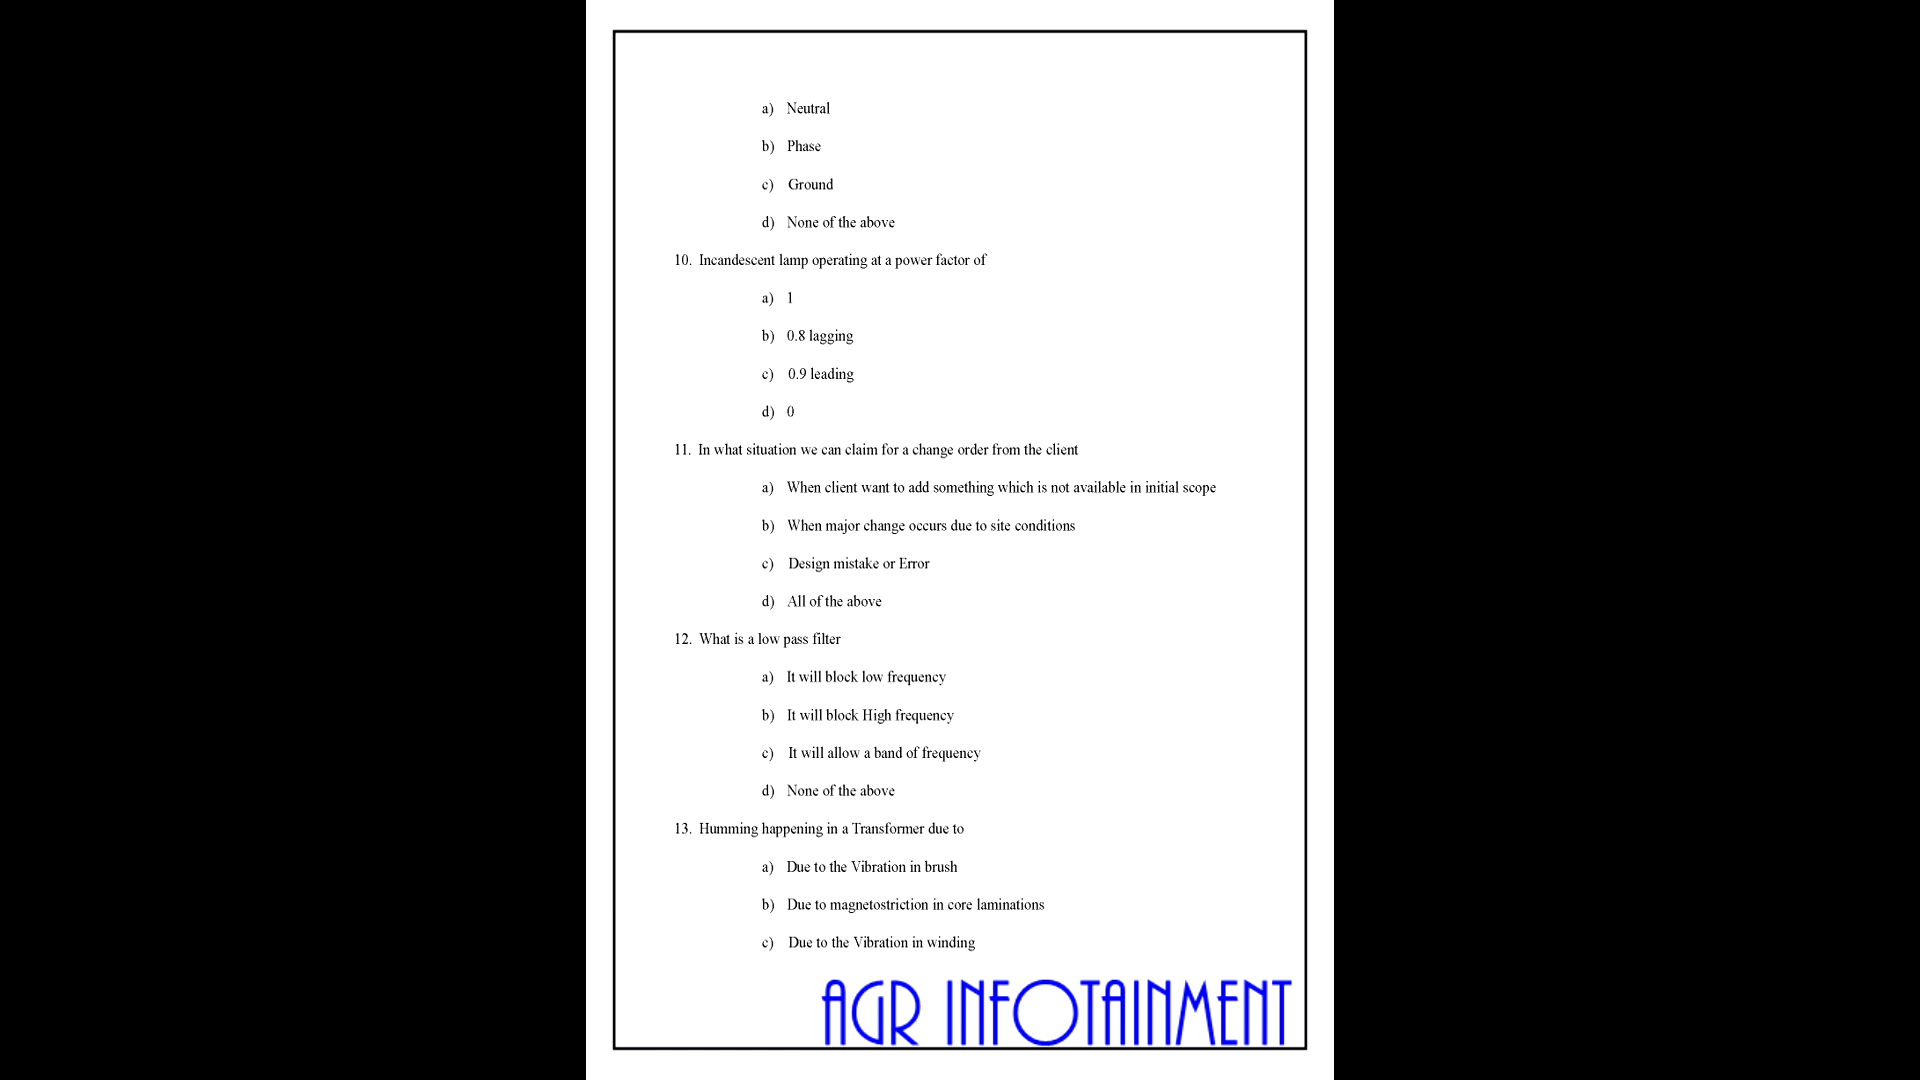 a) Neutral
b) Phase
c) Ground
d) None of the above
10. Incandescent lamp operating at a power factor of
a) 1
b) 0.8 lagging
c) 0.9 leading
d) 0
11. In what situation we can claim for a change order from the client
a) When client want to add something which is not available in initial scope
b) When major change occurs due to site conditions
c) Design mistake or Error
d) All of the above
12. What is a low pass filter
a) It will block low frequency
b) It will block High frequency
c) It will allow a band of frequency
d) None of the above
13. Humming happening in a Transformer due to
a) Due to the Vibration in brush
b) Due to magnetostriction in core laminations
c) Due to the Vibration in winding
AGR INFOTAINMENT